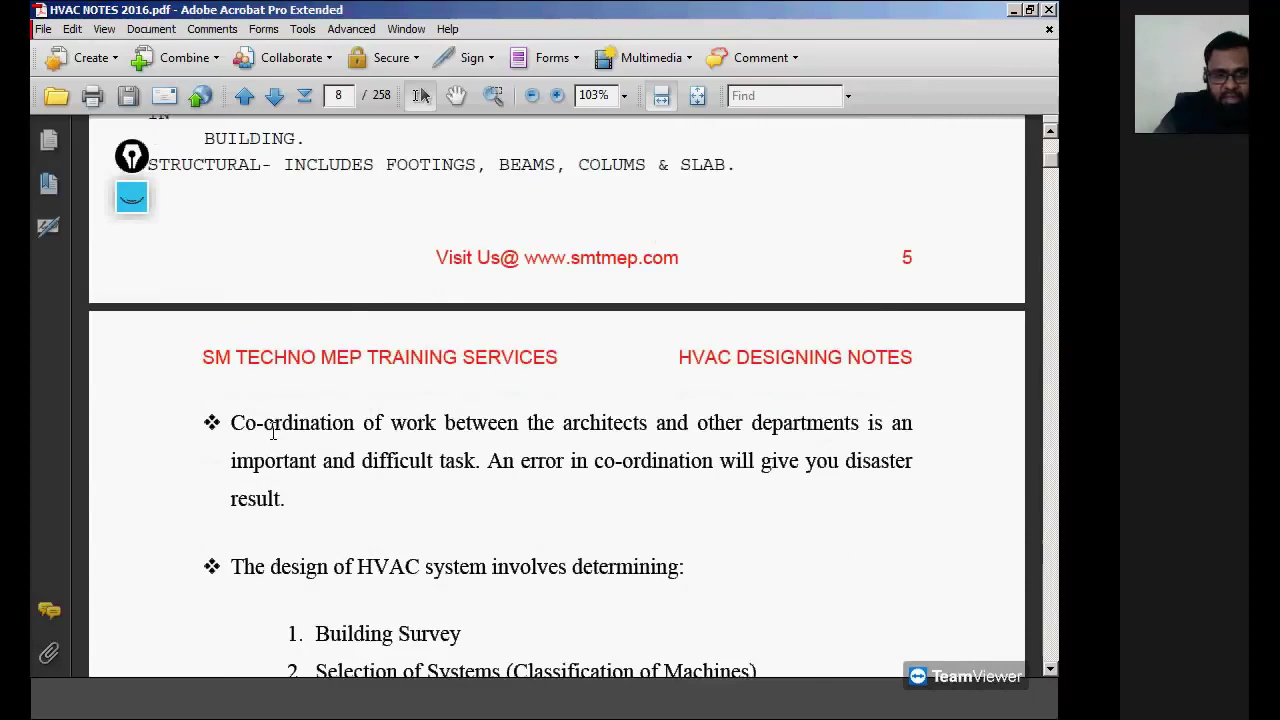 HVAC NOTES 2016.pdf - Adobe Acrobat Pro Extended
File Edit View Document Comments Forms Tools Advanced Window Help
Create Combine Collaborate Secure Sign Forms Multimedia Comment
8 / 258 103% Find
IN
BUILDING.
STRUCTURAL- INCLUDES FOOTINGS, BEAMS, COLUMS & SLAB.
Visit Us@ www.smtmep.com 5
SM TECHNO MEP TRAINING SERVICES HVAC DESIGNING NOTES
❖ Co-ordination of work between the architects and other departments is an
important and difficult task. An error in co-ordination will give you disaster
result.
❖ The design of HVAC system involves determining:
1. Building Survey
2. Selection of Systems (Classification of Machines)
TeamViewer